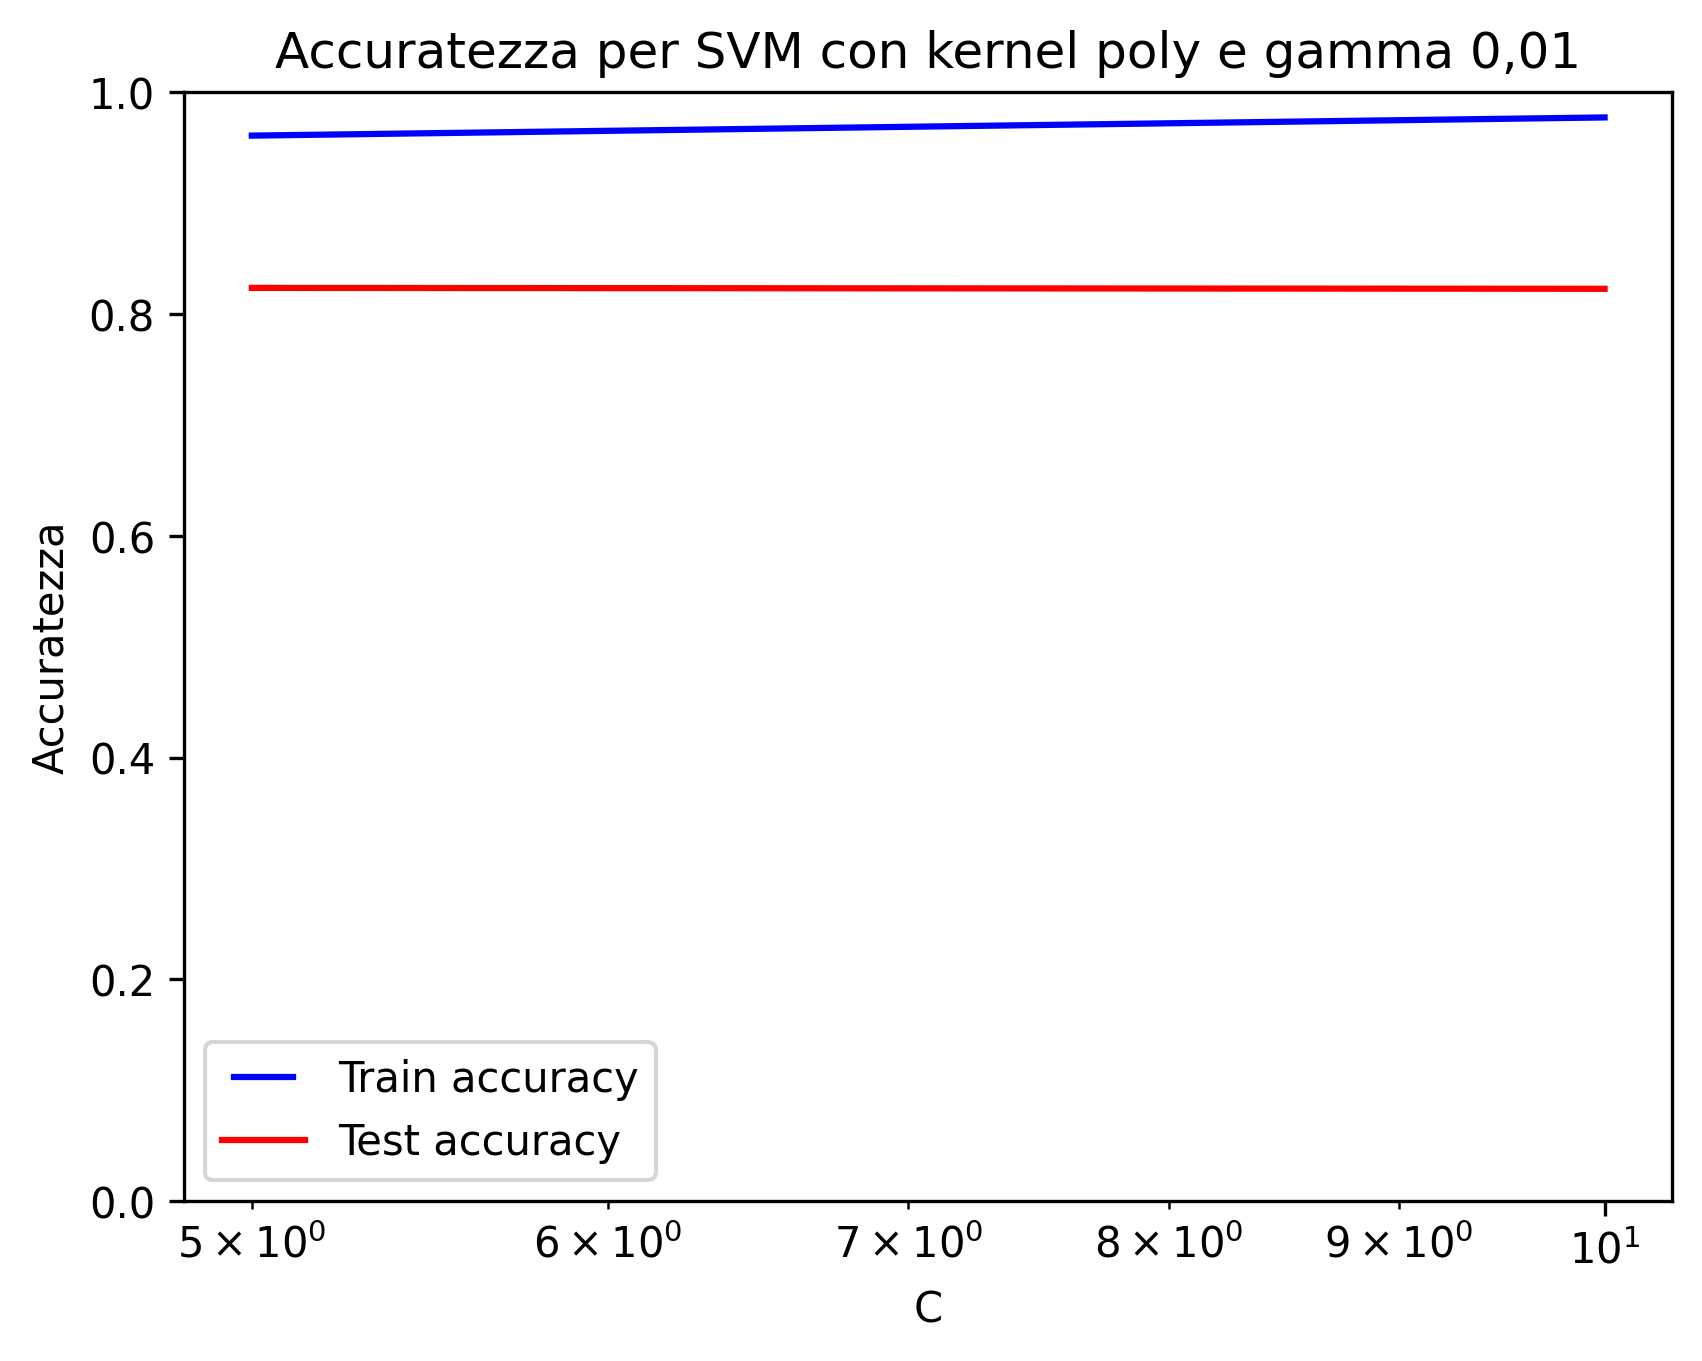 Accuratezza per SVM con kernel poly e gamma 0,01
1.0
0.8
0.6
0.4
0.2
0.0
Accuratezza
Train accuracy
Test accuracy
5 × 10⁰ 6 × 10⁰ 7 × 10⁰ 8 × 10⁰ 9 × 10⁰ 10¹
C